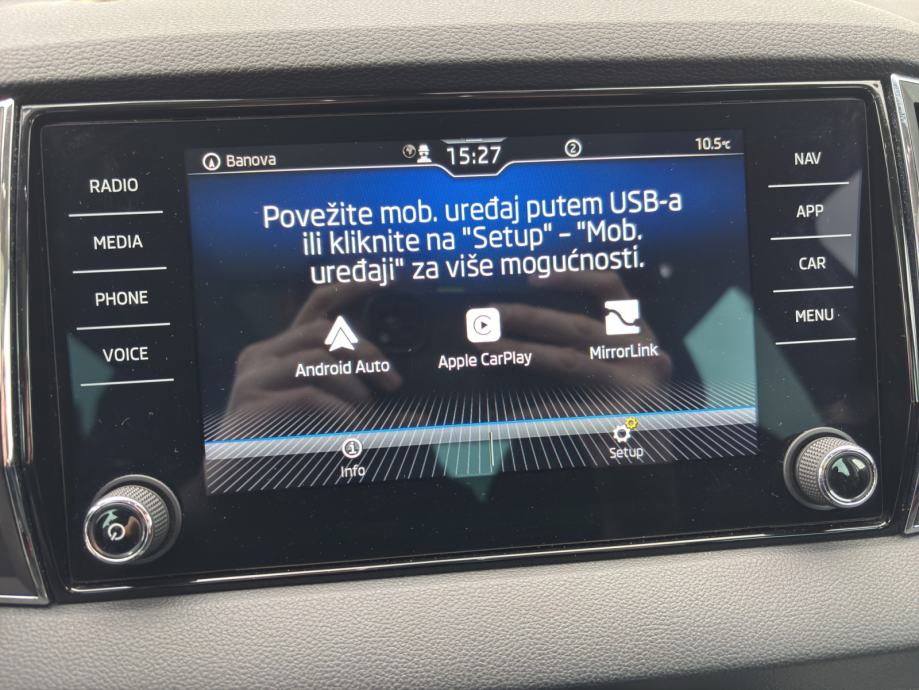 Banova
15:27
2
10.5°C
RADIO
MEDIA
PHONE
VOICE
Povežite mob. uređaj putem USB-a
ili kliknite na "Setup" – "Mob.
uređaji" za više mogućnosti.
Android Auto
Apple CarPlay
MirrorLink
Info
Setup
NAV
APP
CAR
MENU